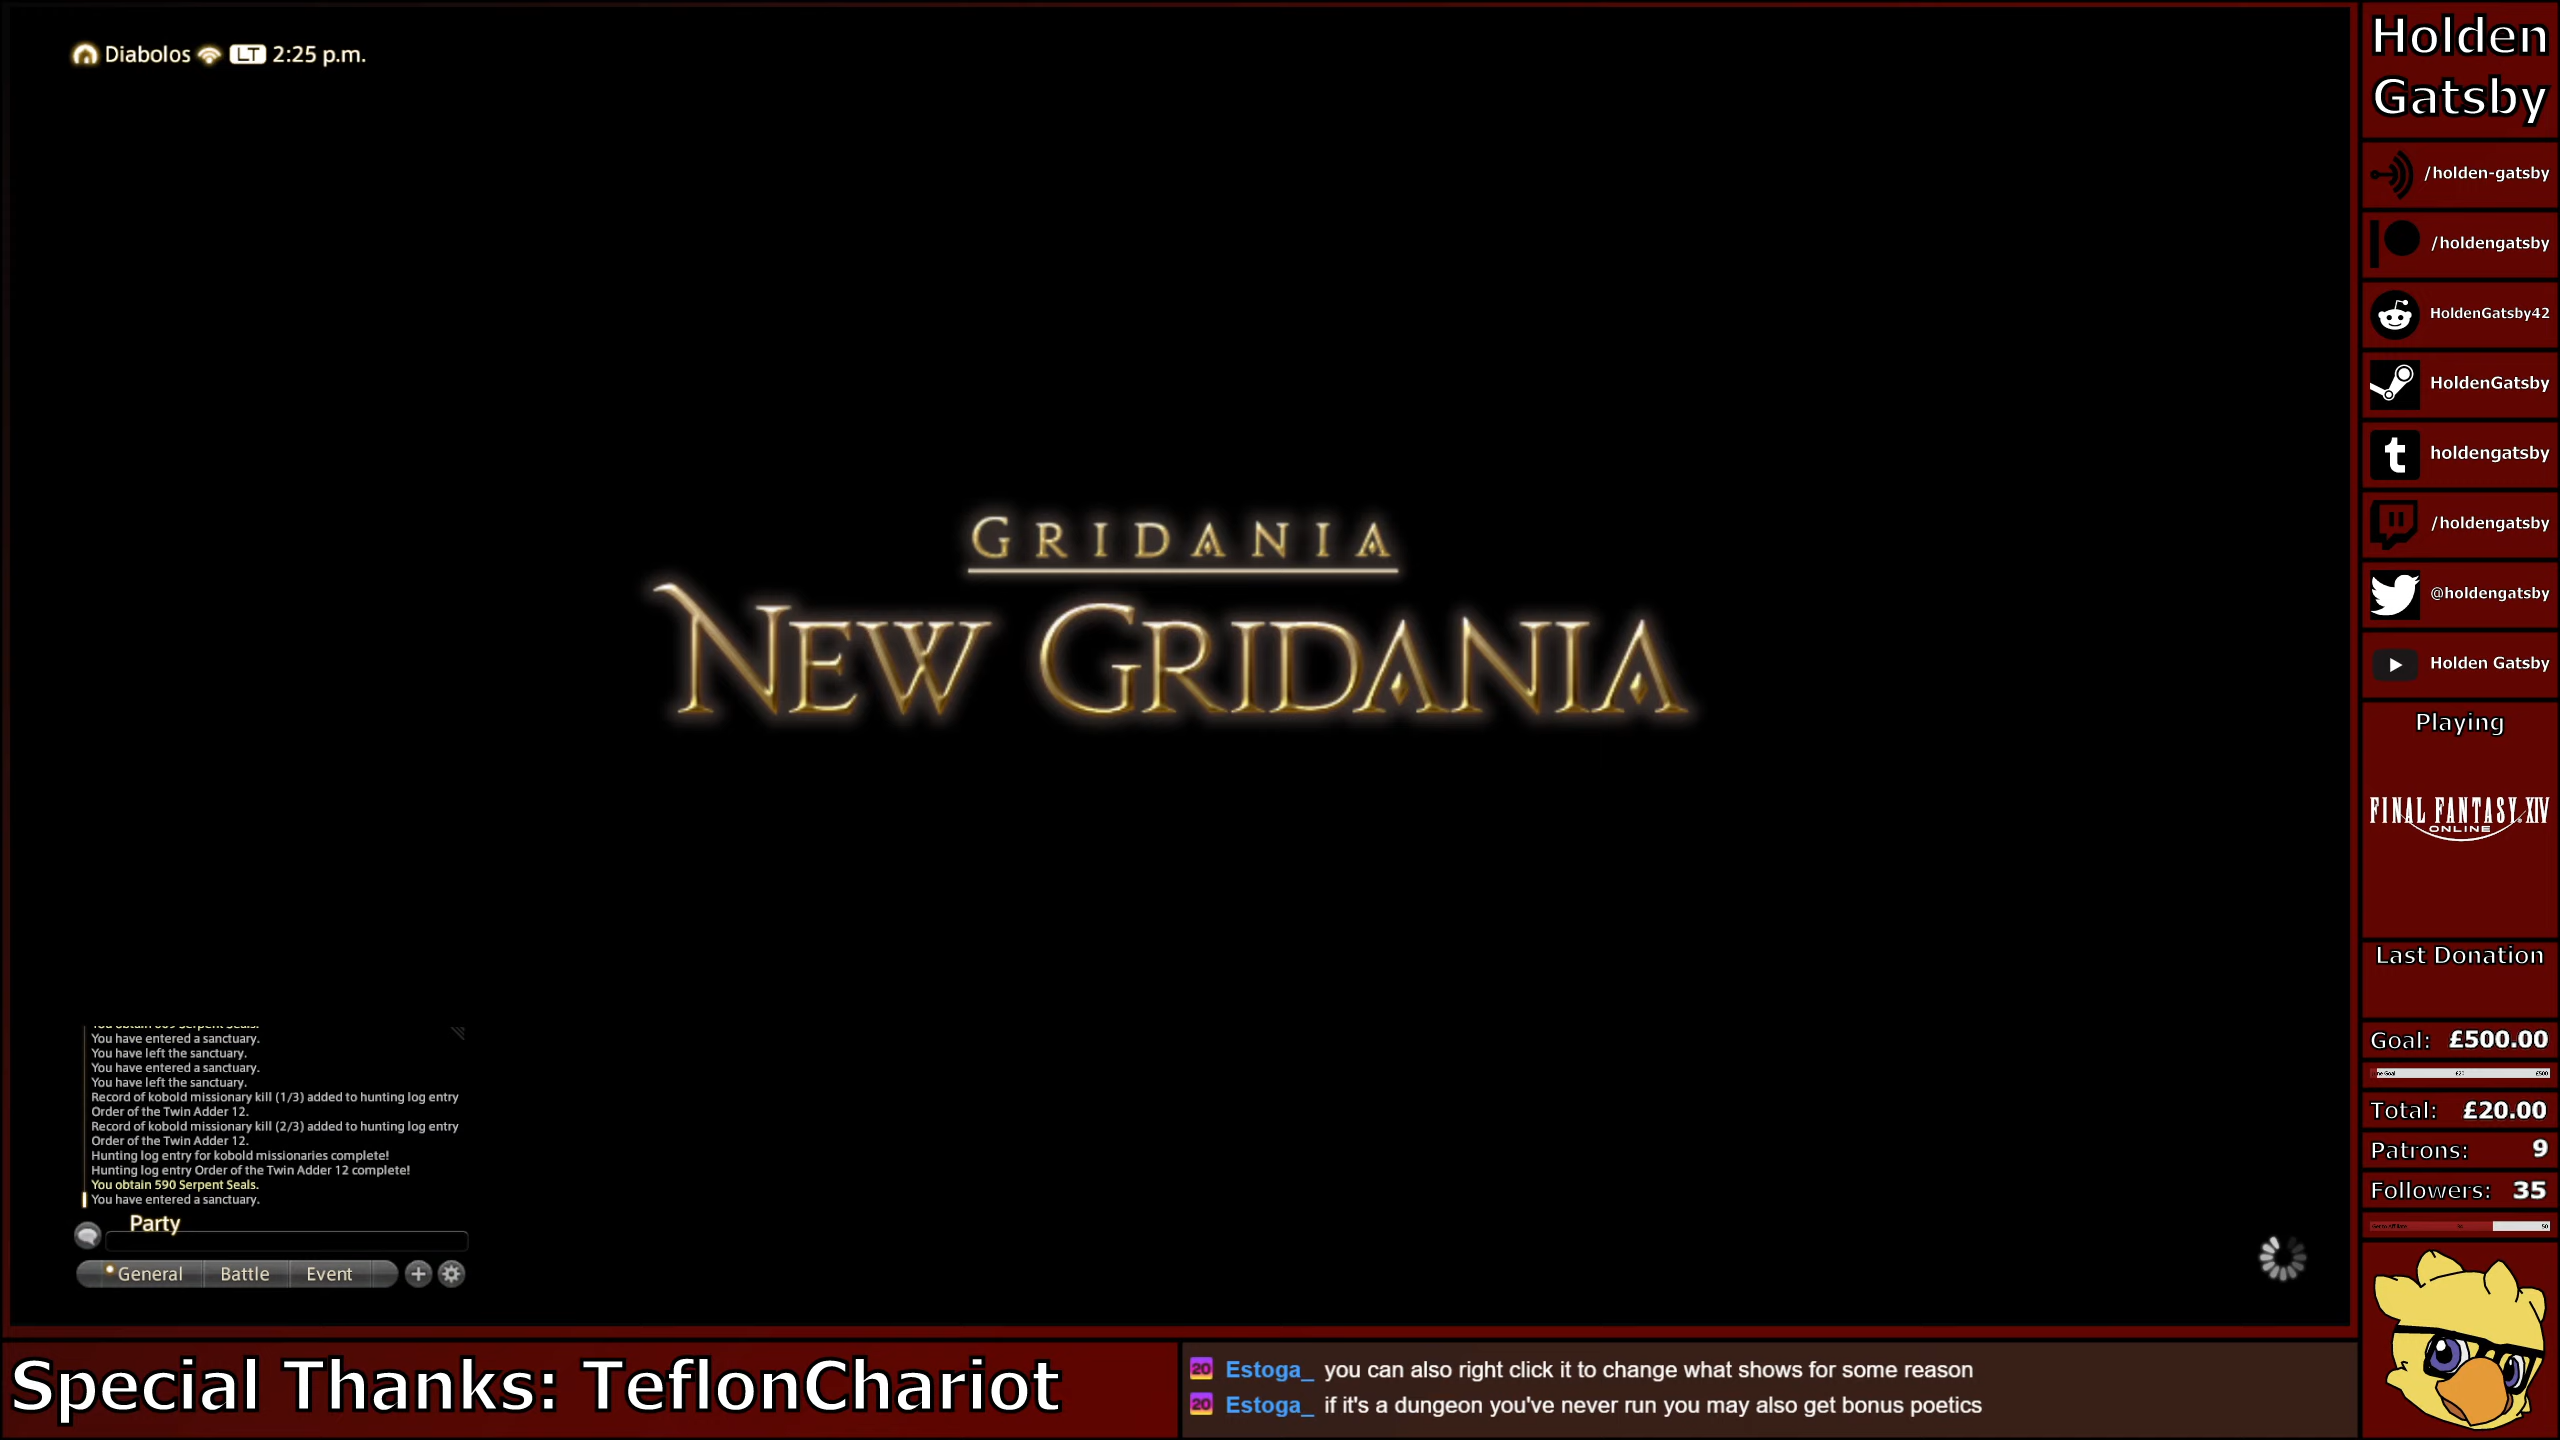 Diabolos LT 2:25 p.m.
GRIDANIA
NEW GRIDANIA
You have entered a sanctuary.
You have left the sanctuary.
You have entered a sanctuary.
You have left the sanctuary.
Record of kobold missionary kill (1/3) added to hunting log entry
Order of the Twin Adder 12.
Record of kobold missionary kill (2/3) added to hunting log entry
Order of the Twin Adder 12.
Hunting log entry for kobold missionaries complete!
Hunting log entry Order of the Twin Adder 12 complete!
You obtain 590 Serpent Seals.
You have entered a sanctuary.
Party
General Battle Event
Special Thanks: TeflonChariot
20 Estoga_ you can also right click it to change what shows for some reason
20 Estoga_ if it's a dungeon you've never run you may also get bonus poetics
Holden
Gatsby
/holden-gatsby
/holdengatsby
HoldenGatsby42
HoldenGatsby
holdengatsby
/holdengatsby
@holdengatsby
Holden Gatsby
Playing
FINAL FANTASY XIV
ONLINE
Last Donation
Goal: £500.00
Total: £20.00
Patrons: 9
Followers: 35